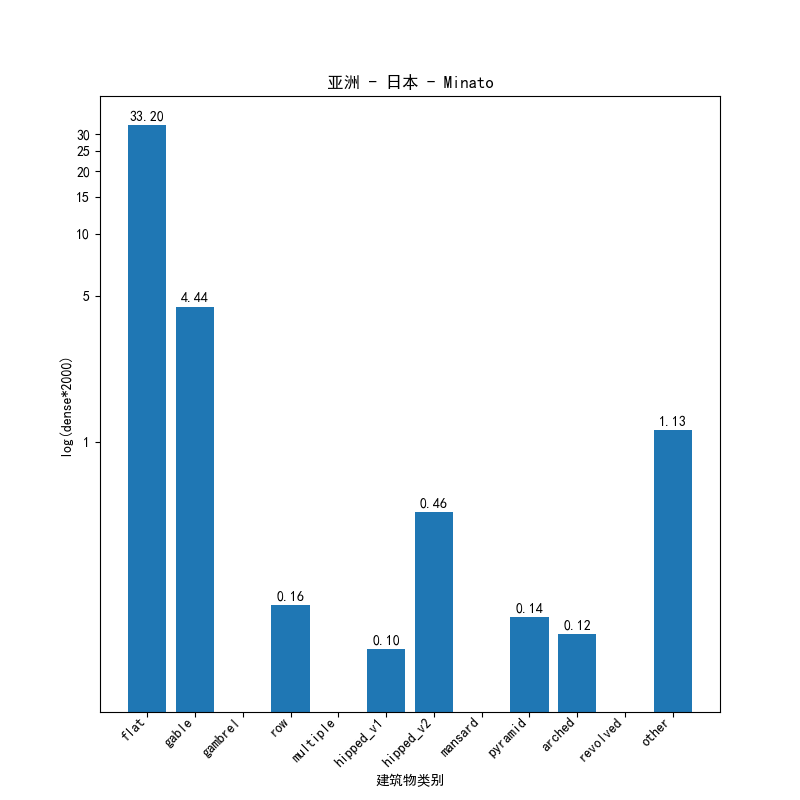 亚洲 - 日本 - Minato
33.20
30
25
20
15
10
4.44
5
log(dense*2000)
1
1.13
0.46
0.16
0.14
0.12
0.10
flat
gable
gambrel
row
multiple
hipped_v1
hipped_v2
mansard
pyramid
arched
revolved
other
建筑物类别